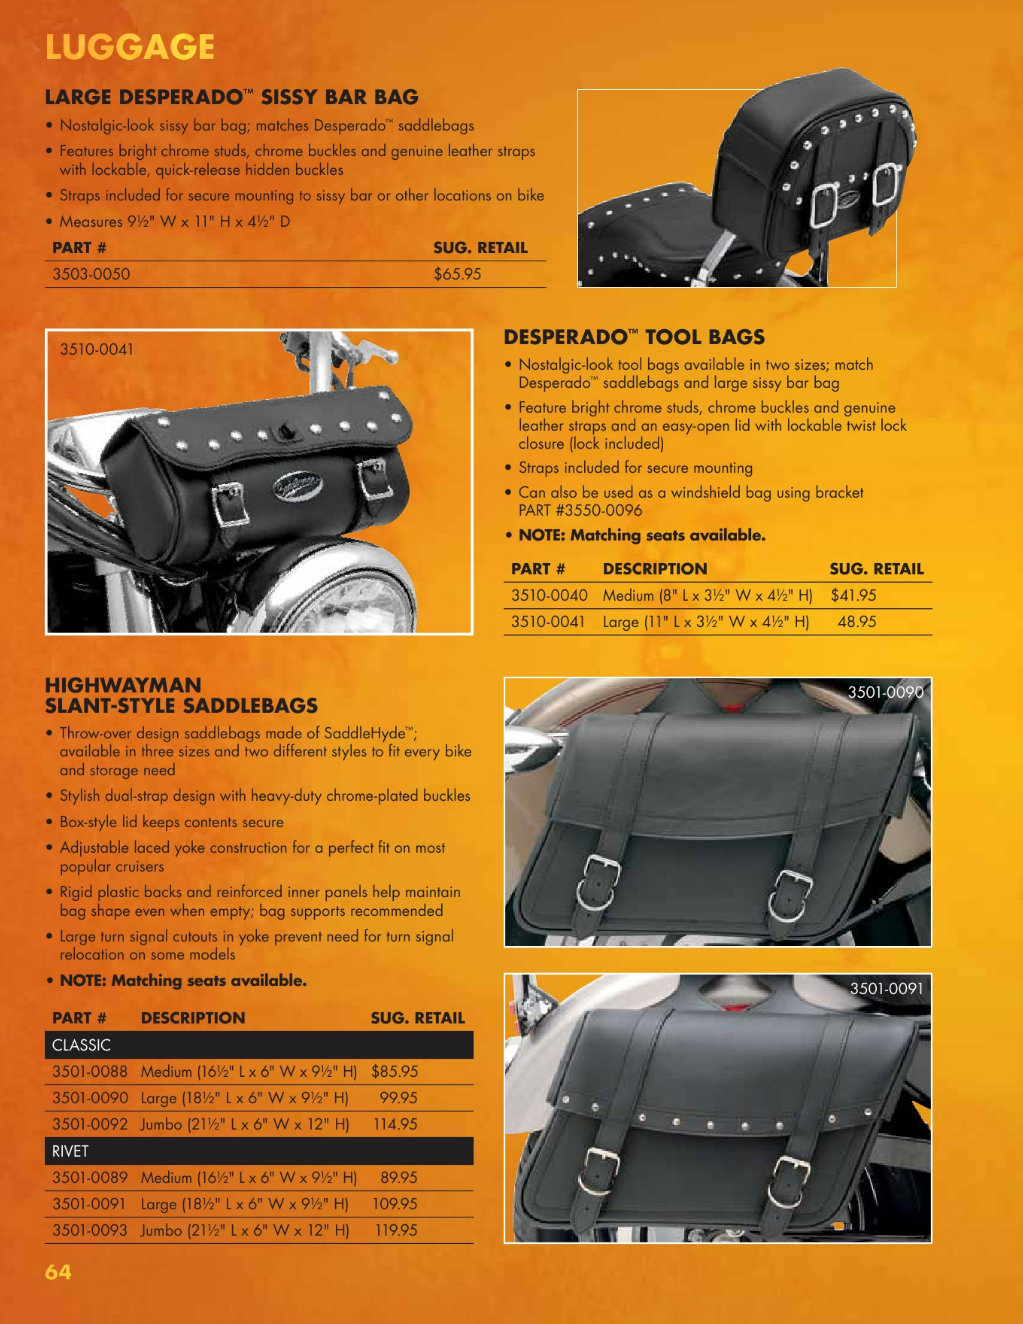 LUGGAGE
LARGE DESPERADO™ SISSY BAR BAG
• Nostalgic-look sissy bar bag; matches Desperado™ saddlebags
• Features bright chrome studs, chrome buckles and genuine leather straps
with lockable, quick-release hidden buckles
• Straps included for secure mounting to sissy bar or other locations on bike
• Measures 9½" W x 11" H x 4½" D
PART # SUG. RETAIL
3503-0050 $65.95
3510-0041
DESPERADO™ TOOL BAGS
• Nostalgic-look tool bags available in two sizes; match
Desperado™ saddlebags and large sissy bar bag
• Feature bright chrome studs, chrome buckles and genuine
leather straps and an easy-open lid with lockable twist lock
closure (lock included)
• Straps included for secure mounting
• Can also be used as a windshield bag using bracket
PART #3550-0096
• NOTE: Matching seats available.
PART # DESCRIPTION SUG. RETAIL
3510-0040 Medium (8" L x 3½" W x 4½" H) $41.95
3510-0041 Large (11" L x 3½" W x 4½" H) 48.95
HIGHWAYMAN
SLANT-STYLE SADDLEBAGS
• Throw-over design saddlebags made of SaddleHyde™;
available in three sizes and two different styles to fit every bike
and storage need
• Stylish dual-strap design with heavy-duty chrome-plated buckles
• Box-style lid keeps contents secure
• Adjustable laced yoke construction for a perfect fit on most
popular cruisers
• Rigid plastic backs and reinforced inner panels help maintain
bag shape even when empty; bag supports recommended
• Large turn signal cutouts in yoke prevent need for turn signal
relocation on some models
• NOTE: Matching seats available.
PART # DESCRIPTION SUG. RETAIL
CLASSIC
3501-0088 Medium (16½" L x 6" W x 9½" H) $85.95
3501-0090 Large (18½" L x 6" W x 9½" H) 99.95
3501-0092 Jumbo (21½" L x 6" W x 12" H) 114.95
RIVET
3501-0089 Medium (16½" L x 6" W x 9½" H) 89.95
3501-0091 Large (18½" L x 6" W x 9½" H) 109.95
3501-0093 Jumbo (21½" L x 6" W x 12" H) 119.95
3501-0090
3501-0091
64